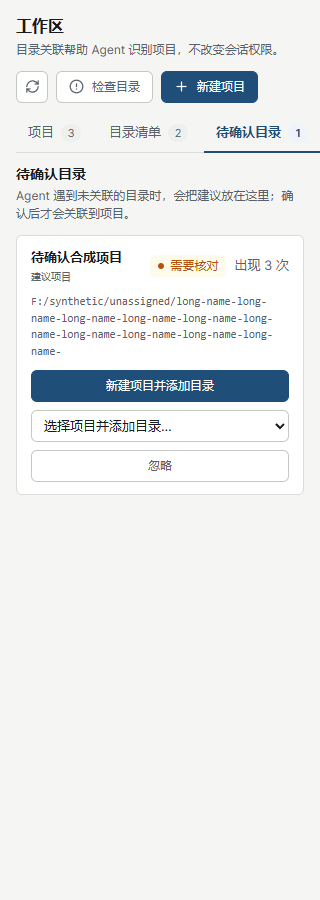 工作区
目录关联帮助 Agent 识别项目，不改变会话权限。
检查目录
新建项目
项目 3 目录清单 2 待确认目录 1
待确认目录
Agent 遇到未关联的目录时，会把建议放在这里；确
认后才会关联到项目。
待确认合成项目
建议项目
需要核对 出现 3 次
F:/synthetic/unassigned/long-name-long-
name-long-name-long-name-long-name-long-
name-long-name-long-name-long-name-long-
name-
新建项目并添加目录
选择项目并添加目录...
忽略